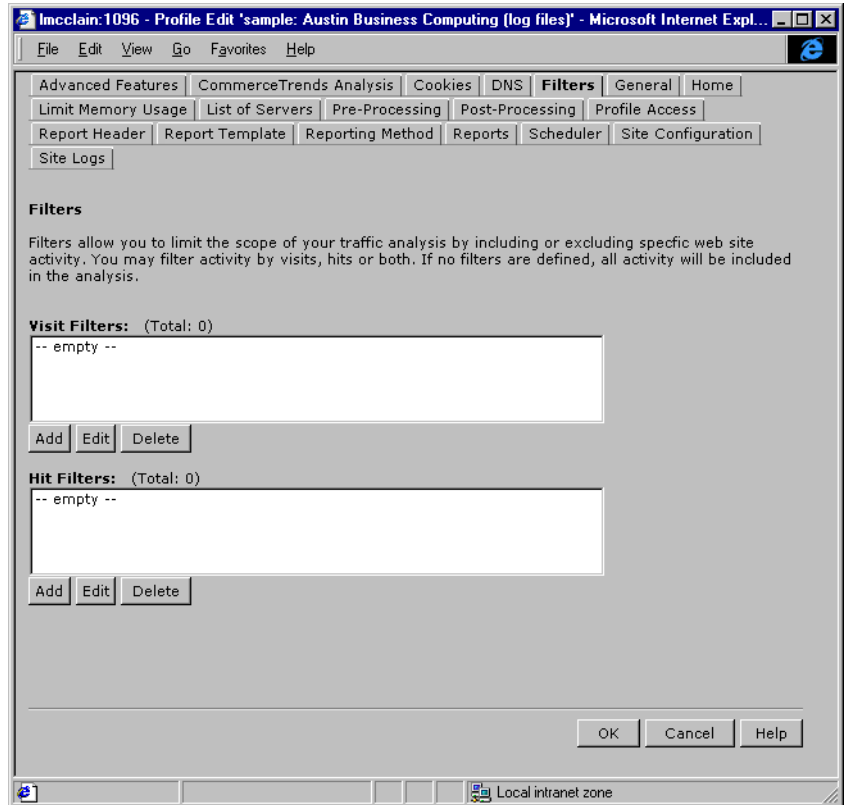 lmcclain:1096 - Profile Edit 'sample: Austin Business Computing (log files)' - Microsoft Internet Expl...
File Edit View Go Favorites Help
Advanced Features CommerceTrends Analysis Cookies DNS Filters General Home
Limit Memory Usage List of Servers Pre-Processing Post-Processing Profile Access
Report Header Report Template Reporting Method Reports Scheduler Site Configuration
Site Logs
Filters
Filters allow you to limit the scope of your traffic analysis by including or excluding specfic web site
activity. You may filter activity by visits, hits or both. If no filters are defined, all activity will be included
in the analysis.
Visit Filters: (Total: 0)
-- empty --
Add Edit Delete
Hit Filters: (Total: 0)
-- empty --
Add Edit Delete
OK Cancel Help
Local intranet zone